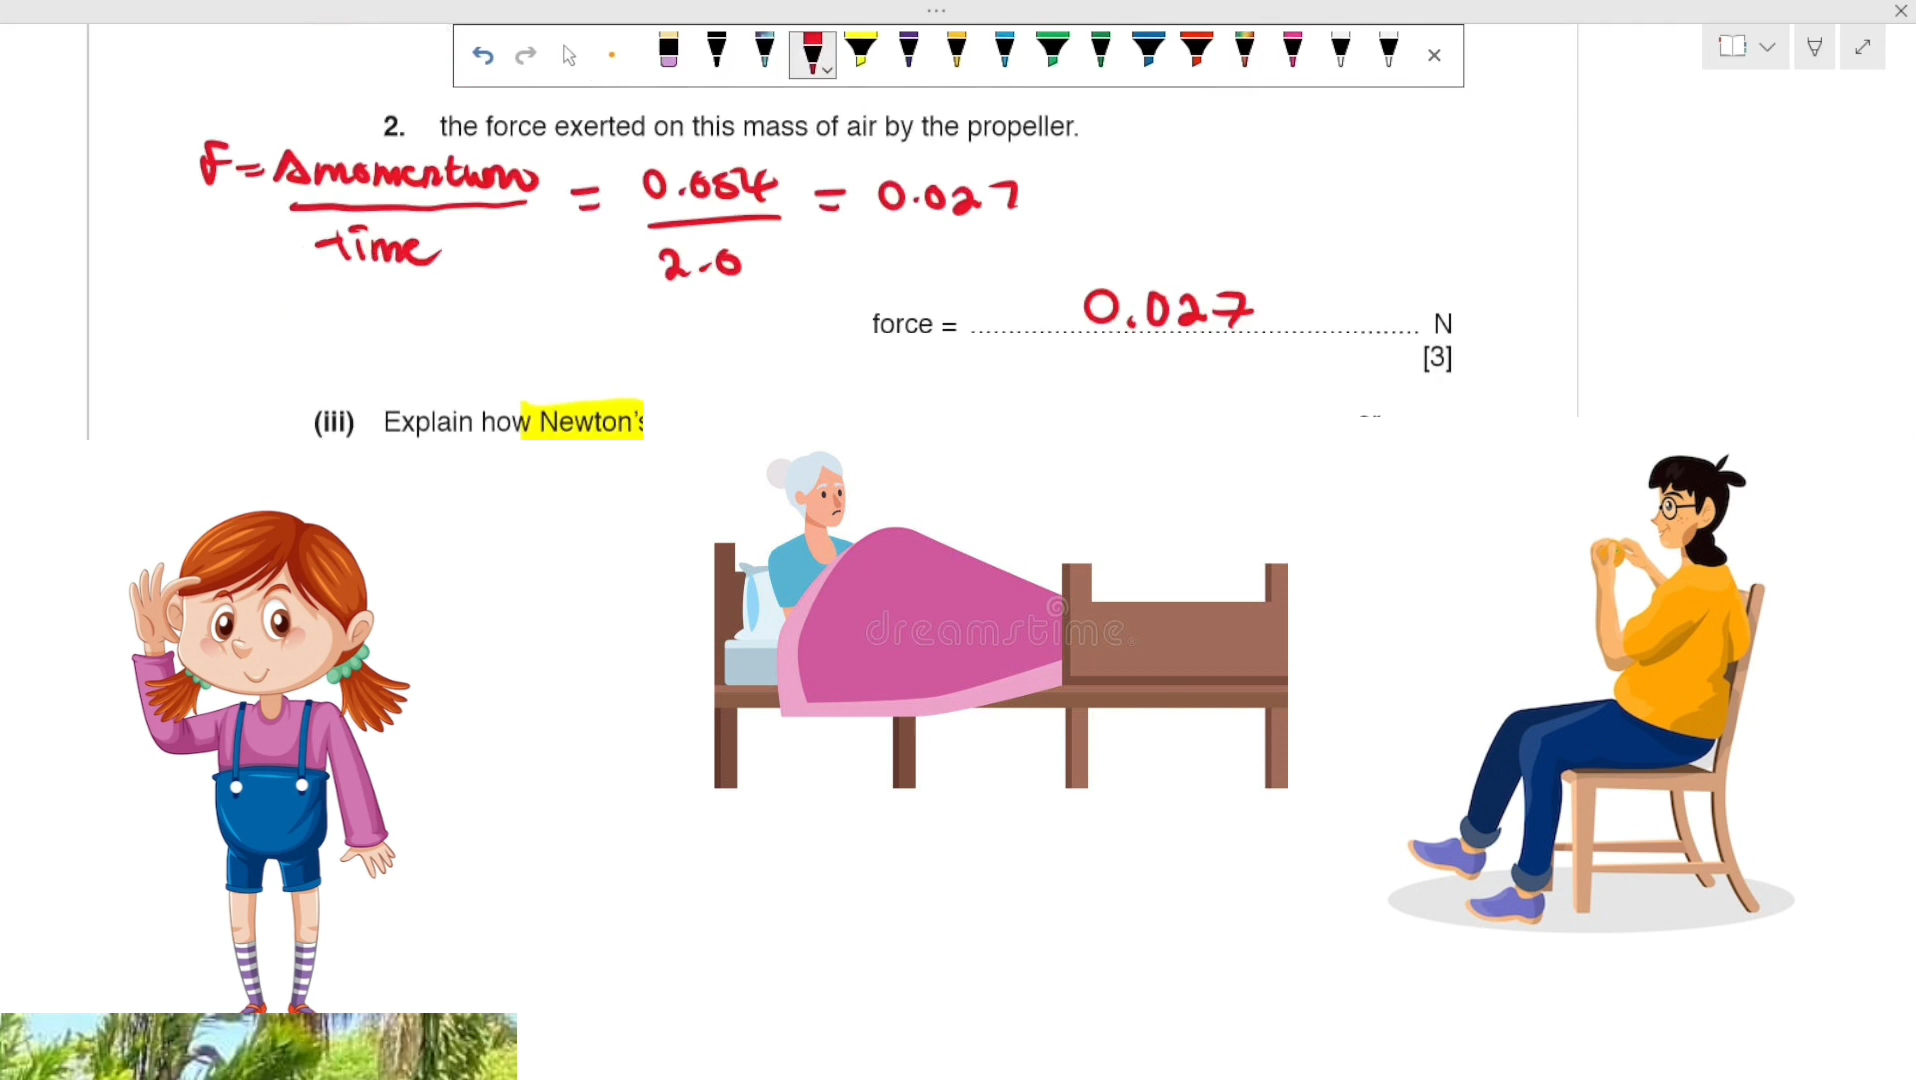 2. the force exerted on this mass of air by the propeller.
F = Δmomentum / time = 0.054 / 2.0 = 0.027
0.027
force = ........................................ N
[3]
(iii) Explain how Newton's
dreamstime.